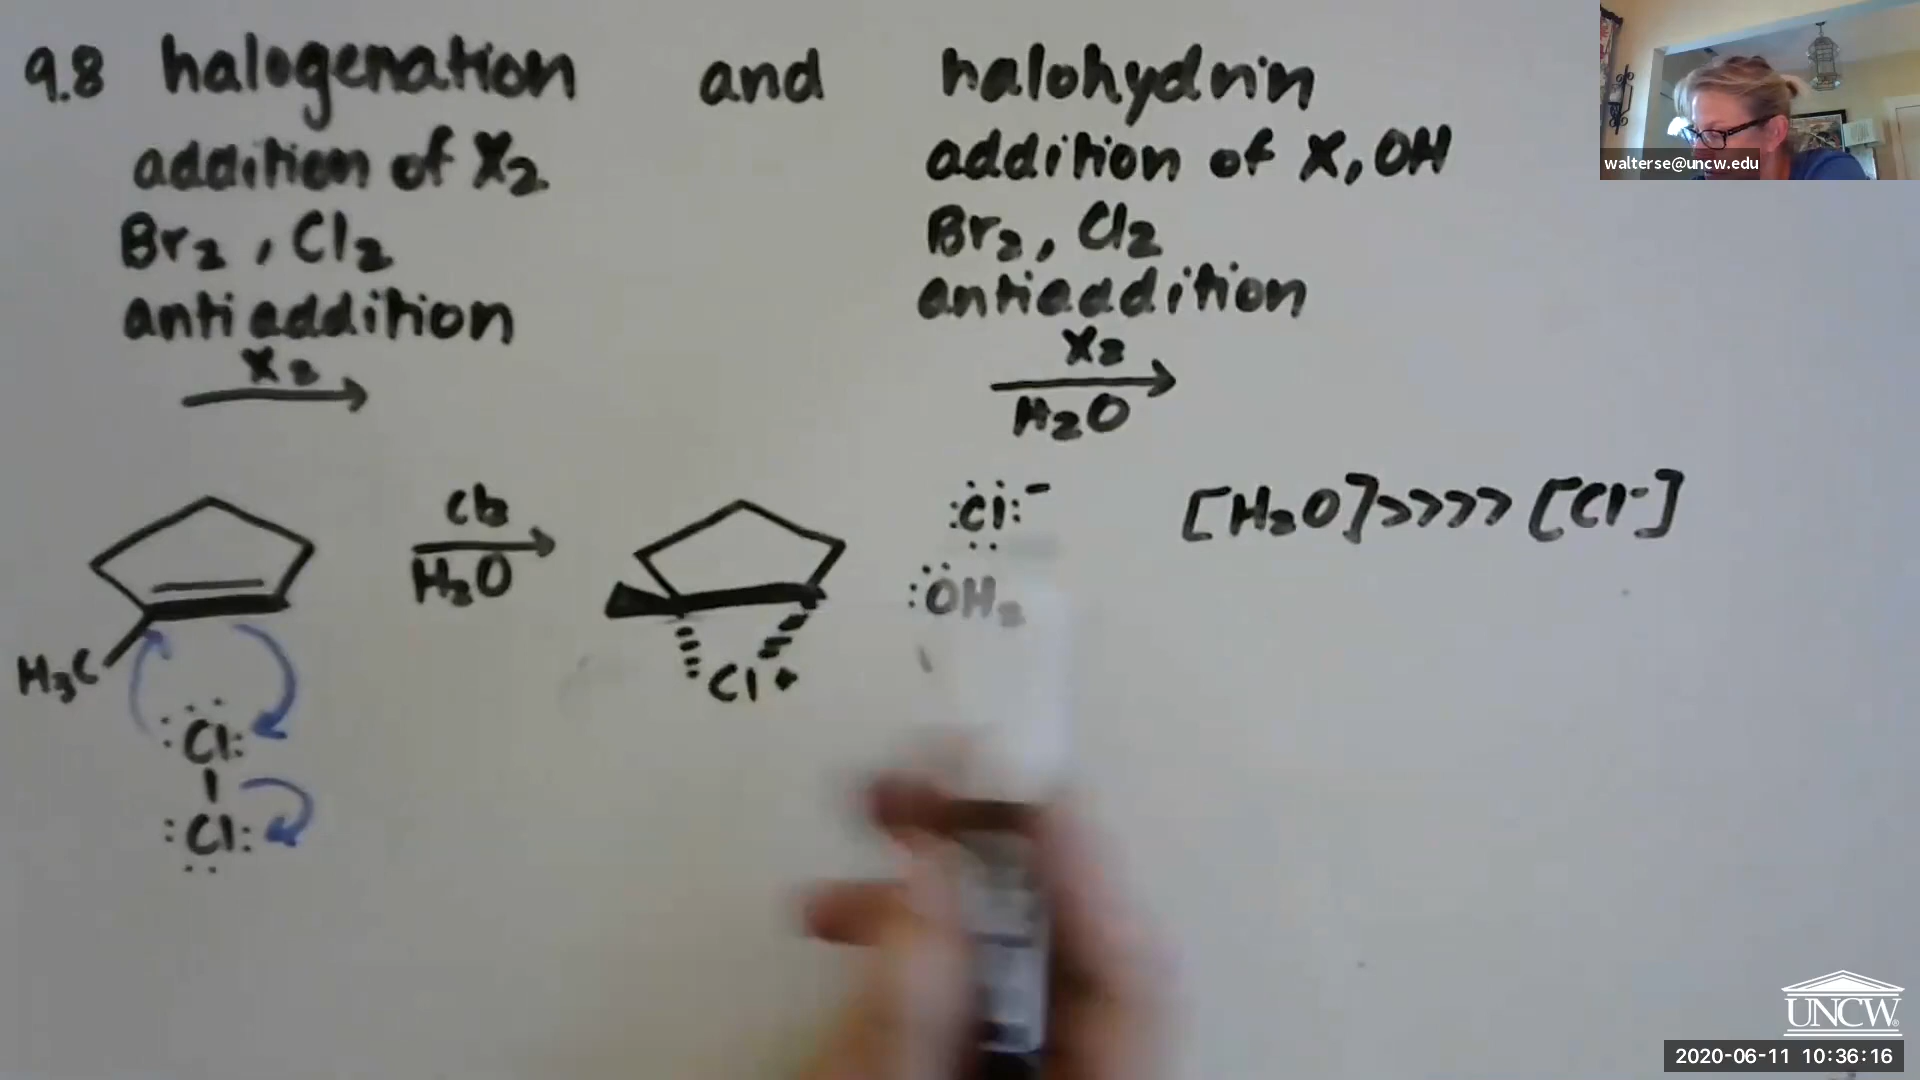 9.8 halogenation and halohydrin
addition of X2
addition of X, OH
Br2, Cl2
Br2, Cl2
anti addition
antiaddition
X2
X2
H2O
Cl2
H2O
H3C
:Cl:
:Cl:
Cl+
:Cl:-
:OH2
[H2O]>>>>[Cl-]
walterse@uncw.edu
UNCW
2020-06-11 10:36:16